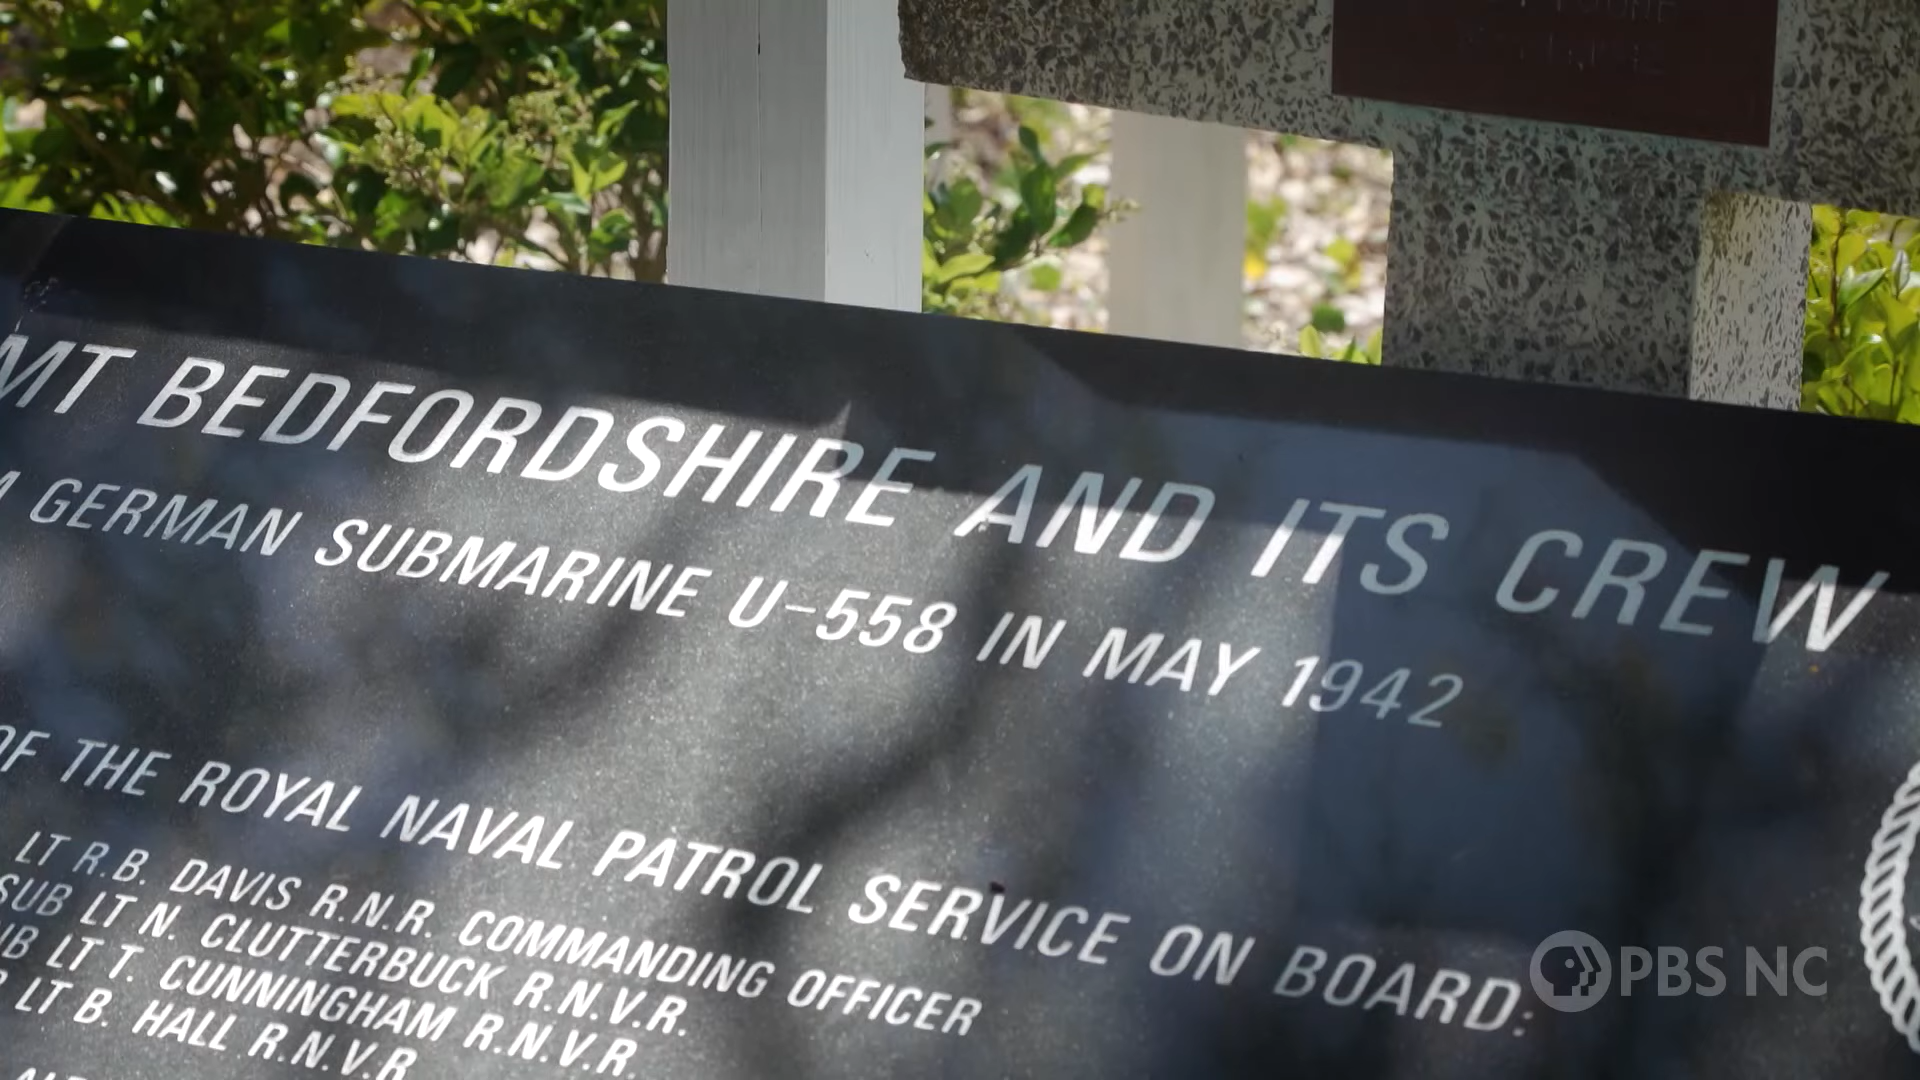 MT BEDFORDSHIRE AND ITS CREW
GERMAN SUBMARINE U-558 IN MAY 1942
OF THE ROYAL NAVAL PATROL SERVICE ON BOARD:
LT R.B. DAVIS R.N.R. COMMANDING OFFICER
SUB LT N. CLUTTERBUCK R.N.V.R.
UB LT T. CUNNINGHAM R.N.V.R.
LT B. HALL R.N.V.R
PBS NC